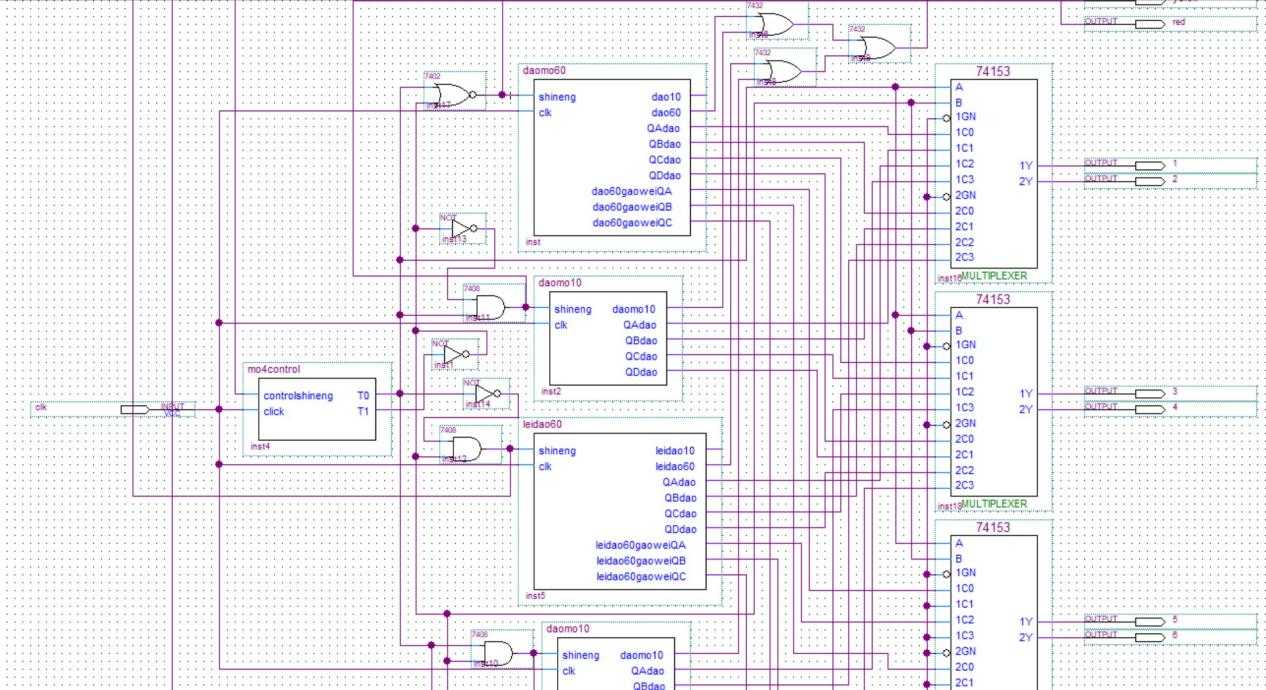 7432
OUTPUT
red
7432
7432
daomo60
74153
7402
shineng
clk
dao10
dao60
QAdao
QBdao
QCdao
QDdao
dao60gaoweiQA
dao60gaoweiQB
dao60gaoweiQC
inst
A
B
1GN
1C0
1C1
1C2
1C3
2GN
2C0
2C1
2C2
2C3
1Y
2Y
MULTIPLEXER
OUTPUT 1
OUTPUT 2
NOT
inst13
daomo10
7408
inst11
shineng
clk
daomo10
QAdao
QBdao
QCdao
QDdao
inst2
74153
A
B
1GN
1C0
1C1
1C2
1C3
2GN
2C0
2C1
2C2
2C3
1Y
2Y
MULTIPLEXER
OUTPUT 3
OUTPUT 4
NOT
inst1
mo4control
controlshineng
click
T0
T1
inst4
clk
INPUT
NOT
inst14
leidao60
7408
inst12
shineng
clk
leidao10
leidao60
QAdao
QBdao
QCdao
QDdao
leidao60gaoweiQA
leidao60gaoweiQB
leidao60gaoweiQC
inst5
74153
A
B
1GN
1C0
1C1
1C2
1C3
2GN
2C0
2C1
1Y
2Y
OUTPUT 5
OUTPUT 6
daomo10
7408
inst10
shineng
clk
daomo10
QAdao
QBdao